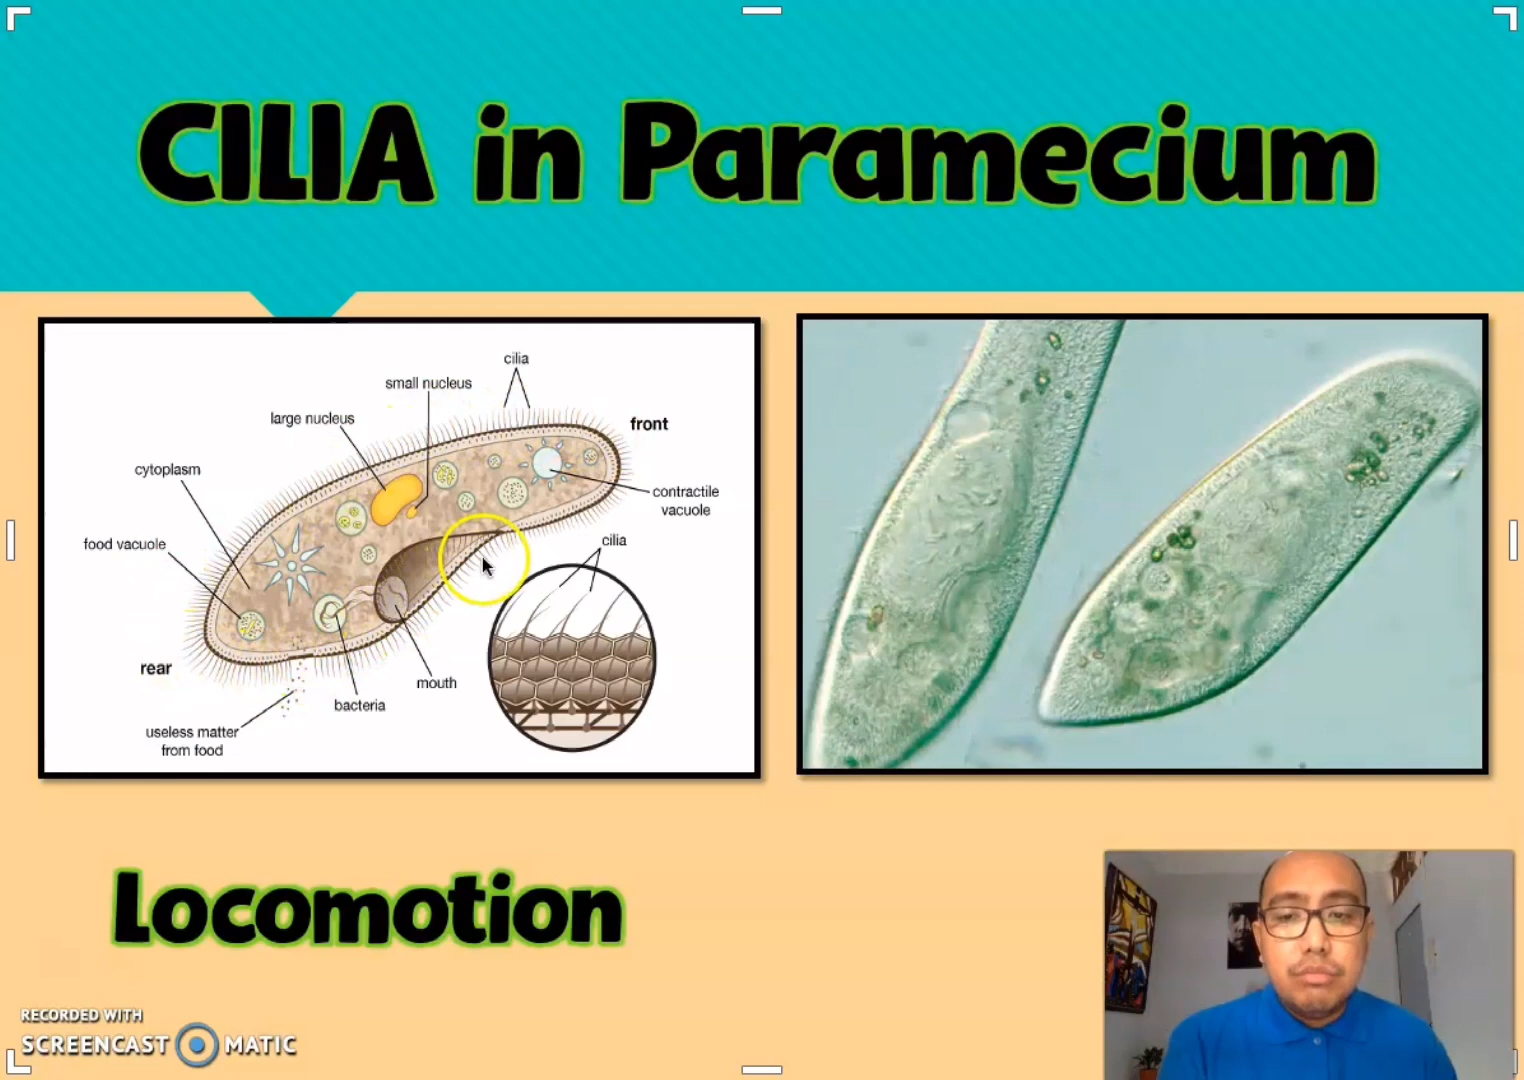 CILIA in Paramecium
cilia
small nucleus
large nucleus
front
cytoplasm
contractile
vacuole
food vacuole
cilia
rear
mouth
bacteria
useless matter
from food
Locomotion
RECORDED WITH
SCREENCAST MATIC